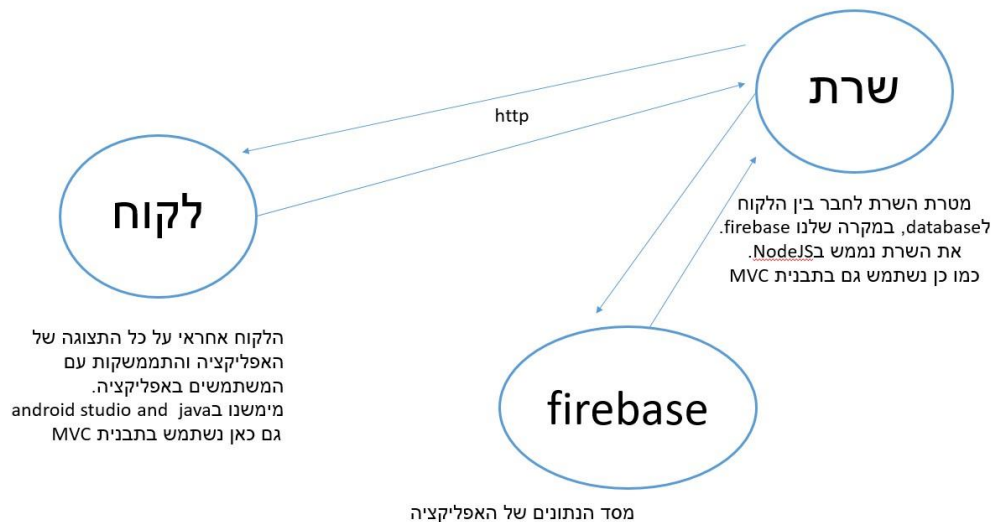 שרת
http
לקוח
מטרת השרת לחבר בין הלקוח
לdatabase, במקרה שלנו firebase.
את השרת נממש בNodeJS.
כמו כן נשתמש גם בתבנית MVC
הלקוח אחראי על כל התצוגה של
האפליקציה והתממשקות עם
המשתמשים באפליקציה.
מימשנו בandroid studio and java
גם כאן נשתמש בתבנית MVC
firebase
מסד הנתונים של האפליקציה